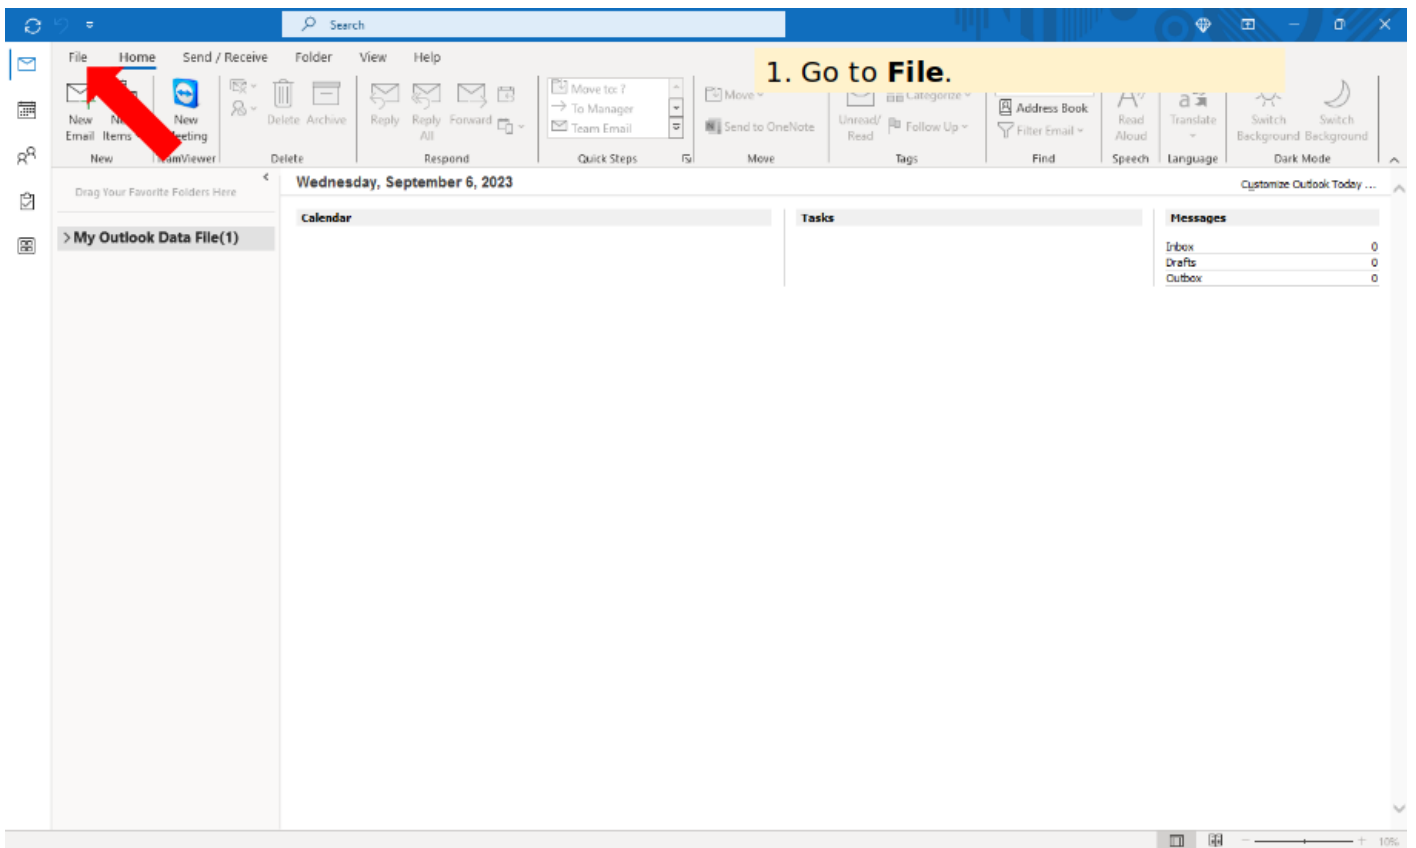 Search
File Home Send / Receive Folder View Help
1. Go to File.
New Email
Items
New
eeting
Delete Archive
Reply Reply All Forward
Move to: ?
To Manager
Team Email
Move
Send to OneNote
Unread/ Read
Categorize
Follow Up
Address Book
Filter Email
Read Aloud
Translate
Switch Background
Switch Background
New TeamViewer Delete Respond Quick Steps Move Tags Find Speech Language Dark Mode
Drag Your Favorite Folders Here
Wednesday, September 6, 2023
Customize Outlook Today ...
Calendar Tasks Messages
My Outlook Data File(1)
Inbox 0
Drafts 0
Outbox 0
10%